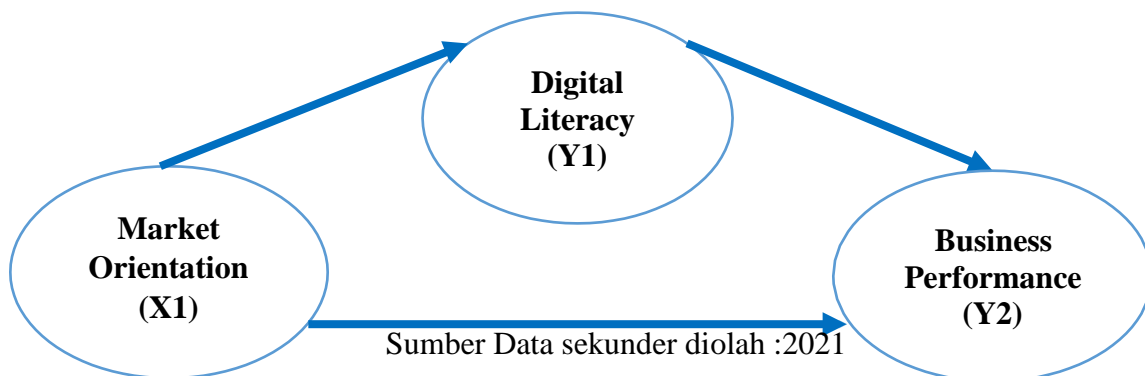 Digital
Literacy
(Y1)
Market
Orientation
(X1)
Business
Performance
(Y2)
Sumber Data sekunder diolah :2021